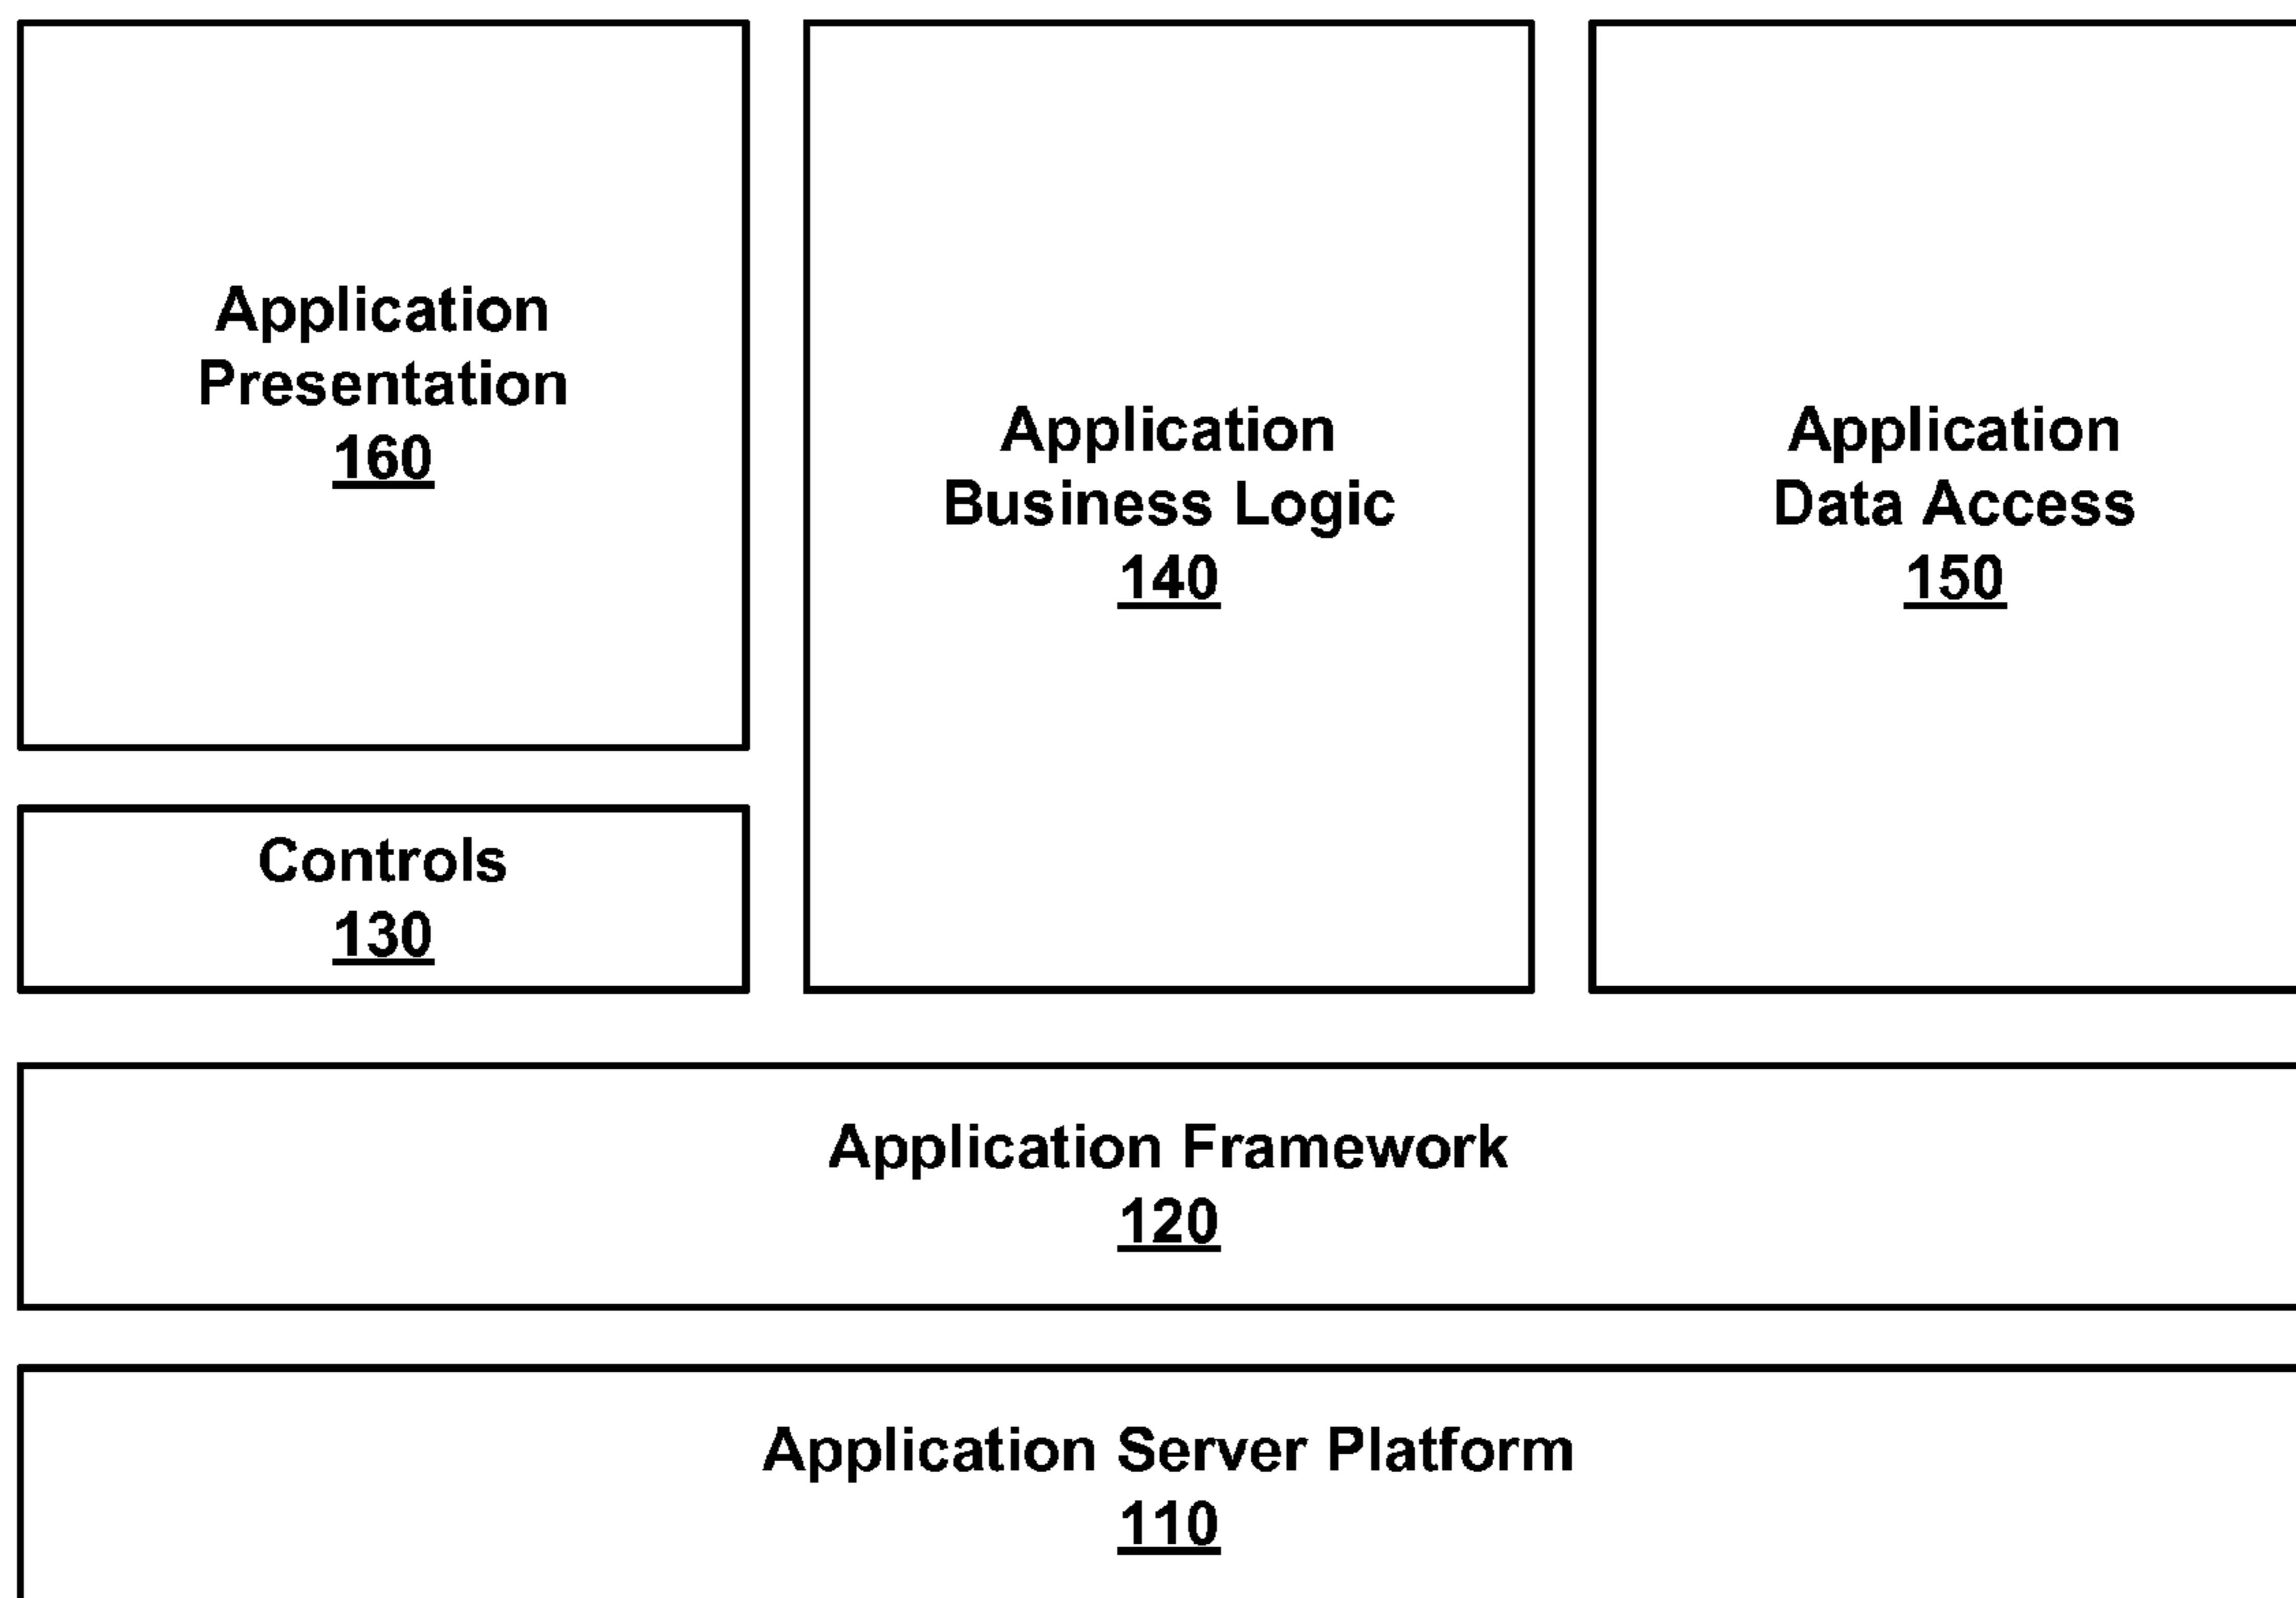 Application
Presentation
160
Application
Business Logic
140
Application
Data Access
150
Controls
130
Application Framework
120
Application Server Platform
110